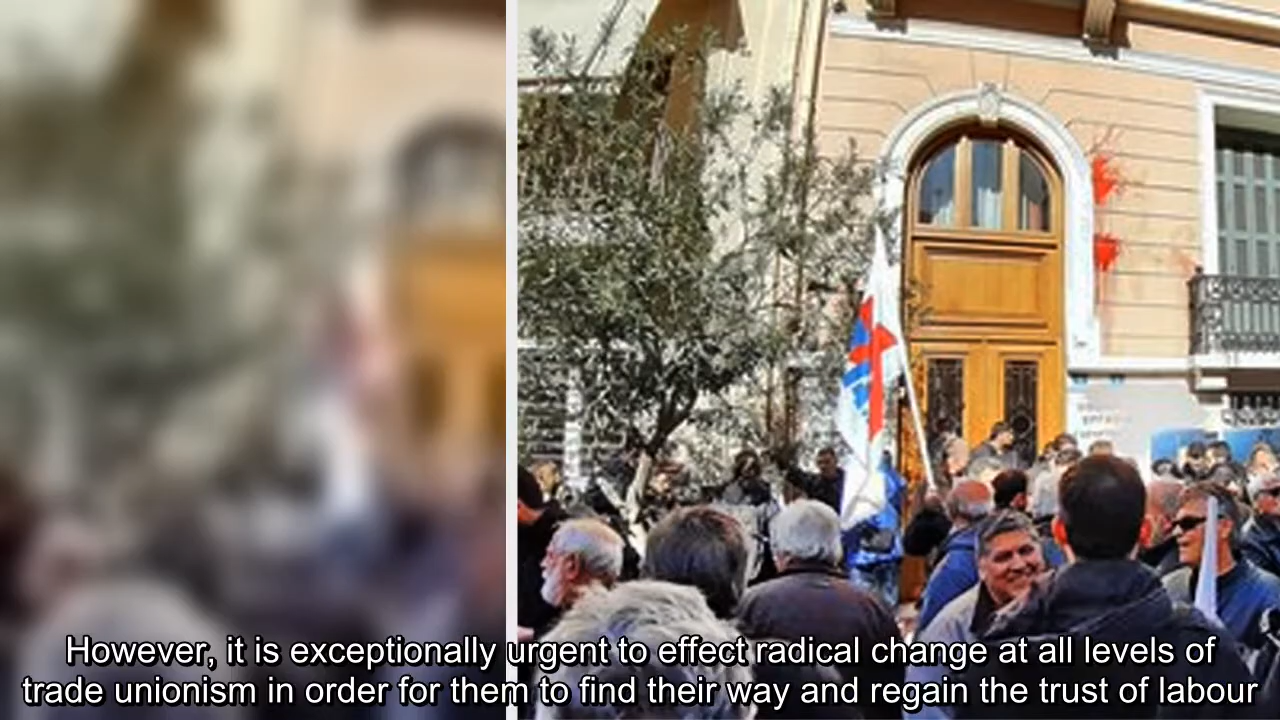 However, it is exceptionally urgent to effect radical change at all levels of
trade unionism in order for them to find their way and regain the trust of labour